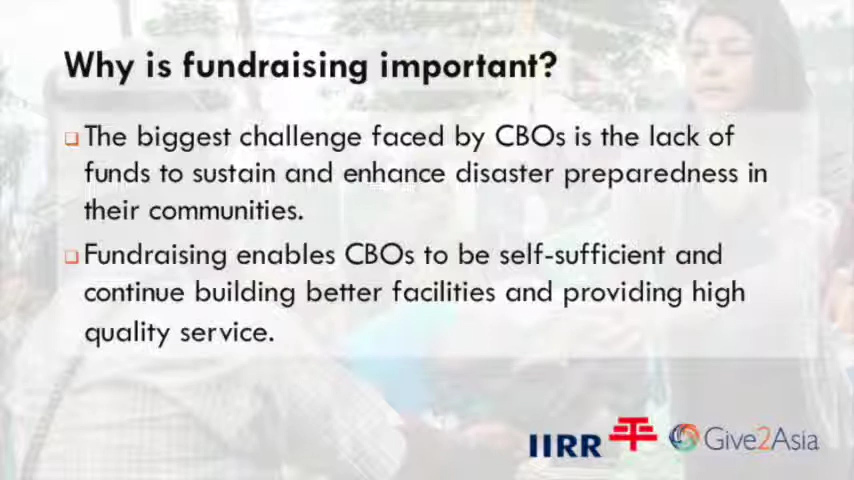 Why is fundraising important?
The biggest challenge faced by CBOs is the lack of
funds to sustain and enhance disaster preparedness in
their communities.
Fundraising enables CBOs to be self-sufficient and
continue building better facilities and providing high
quality service.
IIRR 平 Give2Asia